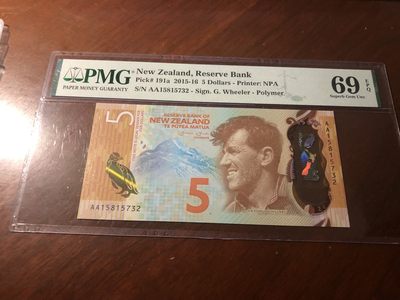 PMG
PAPER MONEY GUARANTY
New Zealand, Reserve Bank
Pick# 191a 2015-16 5 Dollars - Printer: NPA
S/N AA15815732 - Sign. G. Wheeler - Polymer
69 EPQ
Superb Gem Unc
5
RESERVE BANK OF
NEW ZEALAND
TE PŪTEA MATUA
AA15815732
5
AA15815732